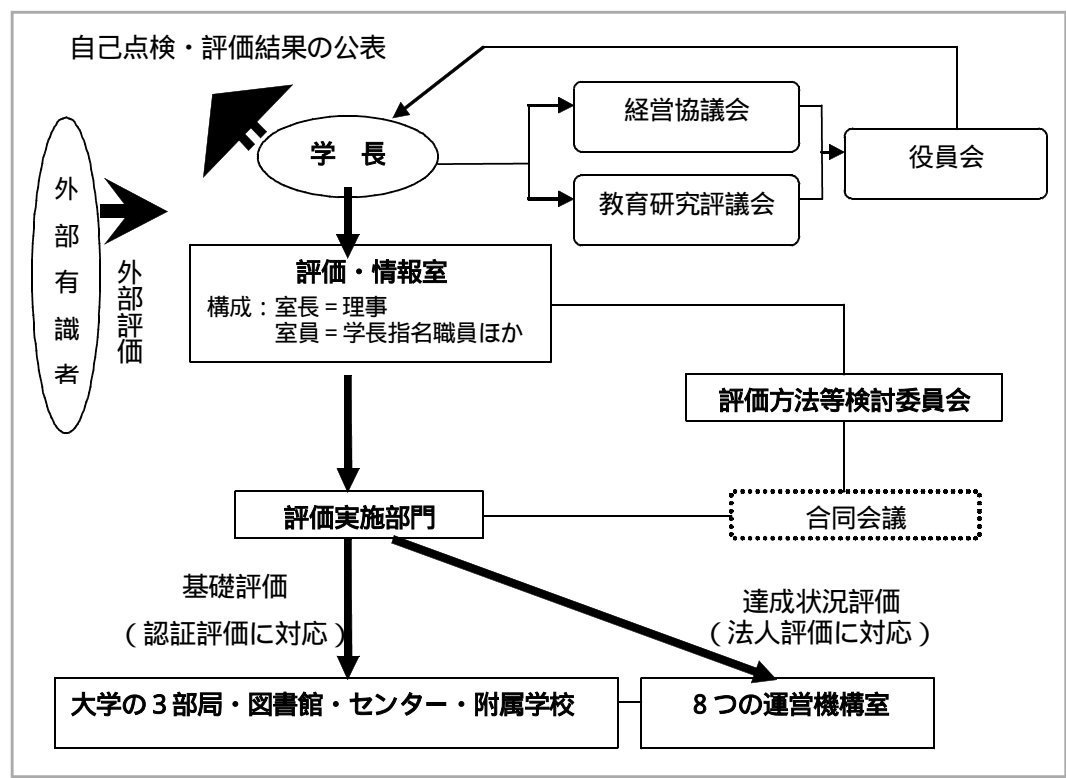 自己点検・評価結果の公表
学　長
経営協議会
教育研究評議会
役員会
外部有識者
外部評価
評価・情報室
構成：室長＝理事
室員＝学長指名職員ほか
評価方法等検討委員会
評価実施部門
合同会議
基礎評価
（認証評価に対応）
達成状況評価
（法人評価に対応）
大学の３部局・図書館・センター・附属学校
８つの運営機構室